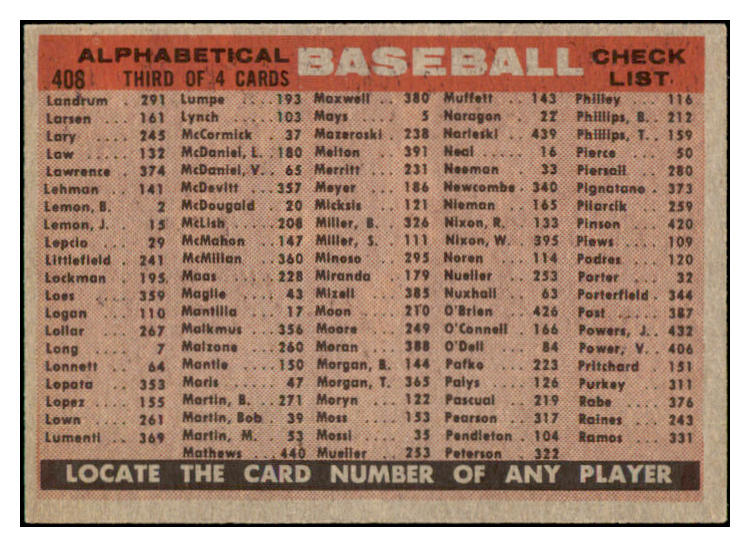 ALPHABETICAL BASEBALL CHECK
408 THIRD OF 4 CARDS LIST
Landrum . 291
Larsen .. 161
Lary .... 245
Law .... 132
Lawrence . 374
Lehman .. 141
Lemon, B. 2
Lemon, J. . 15
Lepcio ... 29
Littlefield . 241
Lockman . 195
Loes .... 359
Logan ... 110
Lollar ... 267
Long .... 7
Lonnett .. 64
Lopata .. 353
Lopez ... 155
Lown ... 261
Lumenti .. 369
Lumpe .... 193
Lynch .... 103
McCormick . 37
McDaniel, L. 180
McDaniel, V. . 65
McDevitt ... 357
McDougald . 20
McLish .... 208
McMahon .. 147
McMillan .. 360
Maas .... 228
Maglie .... 43
Mantilla ... 17
Malkmus .. 356
Malzone .. 260
Mantle ... 150
Maris .... 47
Martin, B. . 271
Martin, Bob . 39
Martin, M. . 53
Mathews .. 440
Maxwell .. 380
Mays .... 5
Mazeroski . 238
Melton ... 391
Merritt ... 231
Meyer ... 186
Micksis .. 121
Miller, B. . 326
Miller, S. . 111
Minoso .. 295
Miranda . 179
Mizell ... 385
Moon ... 210
Moore ... 249
Moran ... 388
Morgan, B. 144
Morgan, T. 365
Moryn ... 122
Moss .... 153
Mossi .... 35
Mueller .. 253
Muffett .. 143
Naragon . 22
Narleski . 439
Neal .... 16
Neeman .. 33
Newcombe . 340
Nieman .. 165
Nixon, R. . 133
Nixon, W. . 395
Noren ... 114
Nueller .. 253
Nuxhall .. 63
O'Brien .. 426
O'Connell . 166
O'Dell ... 84
Pafko ... 223
Palys ... 126
Pascual .. 219
Pearson .. 317
Pendleton . 104
Peterson .. 322
Philley ... 116
Phillips, B. . 212
Phillips, T. . 159
Pierce .... 50
Piersall ... 280
Pignatano . 373
Pilarcik .. 259
Pinson ... 420
Plews .... 109
Podres ... 120
Porter ... 32
Porterfield . 344
Post .... 387
Powers, J. . 432
Power, V. . 406
Pritchard . 151
Purkey ... 311
Rabe .... 376
Raines ... 243
Ramos ... 331
LOCATE THE CARD NUMBER OF ANY PLAYER